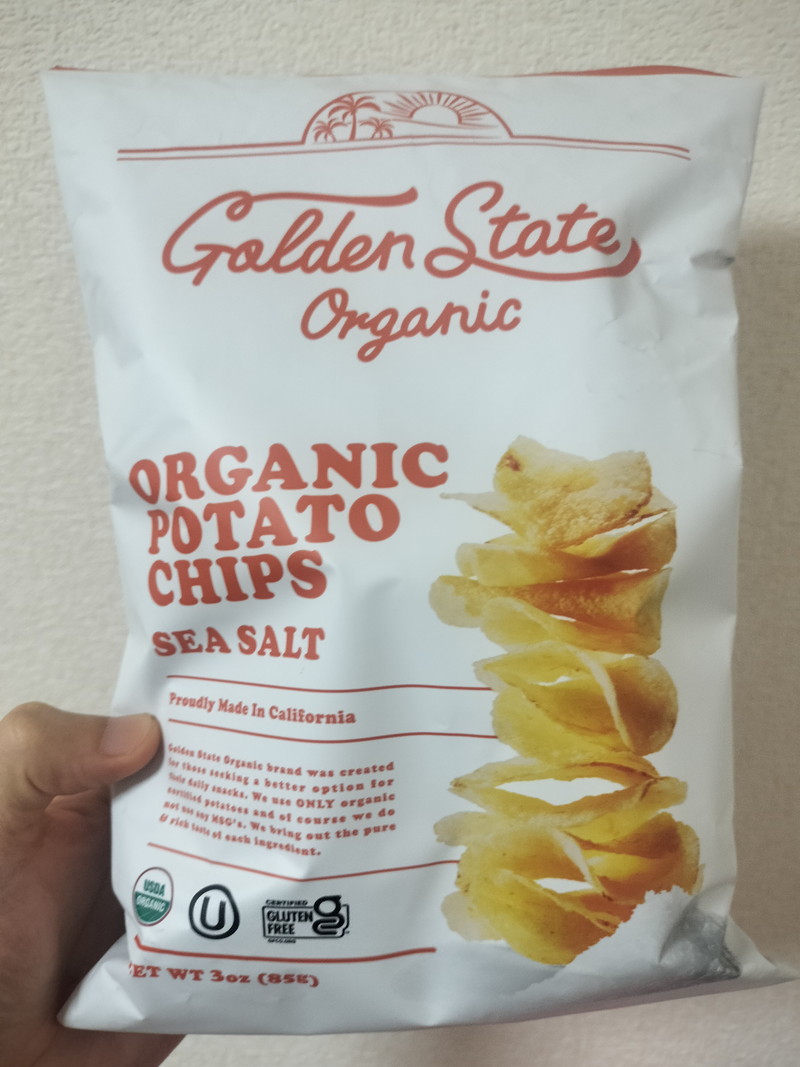 Golden State
Organic
ORGANIC
POTATO
CHIPS
SEA SALT
Proudly Made In California
Golden State Organic brand was created
for those seeking a better option for
their daily snacks. We use ONLY organic
certified potatoes and of course we do
not use any MSG's. We bring out the pure
& rich taste of each ingredient.
USDA
ORGANIC
U
CERTIFIED
GLUTEN
FREE
GFCO.ORG
ET WT 3oz (85g)